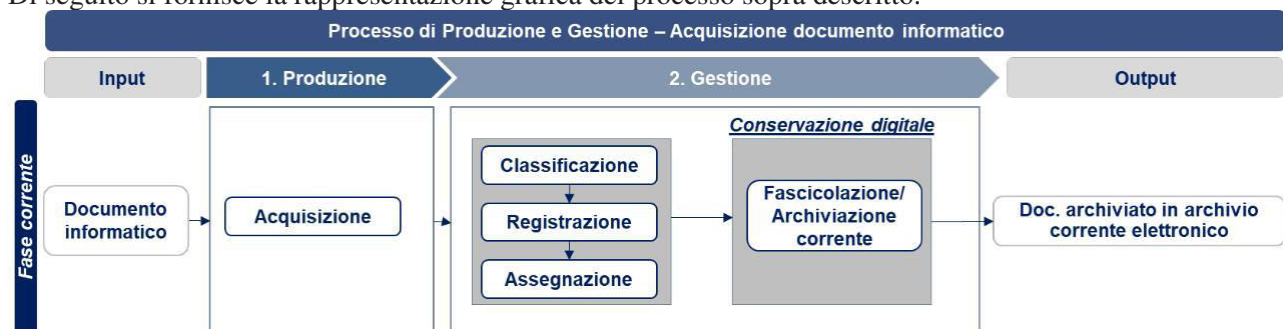 Di seguito si fornisce la rappresentazione grafica del processo sopra descritto.
Processo di Produzione e Gestione – Acquisizione documento informatico
Input
1. Produzione
2. Gestione
Output
Fase corrente
Documento
informatico
Acquisizione
Classificazione
Registrazione
Assegnazione
Conservazione digitale
Fascicolazione/
Archiviazione
corrente
Doc. archiviato in archivio
corrente elettronico